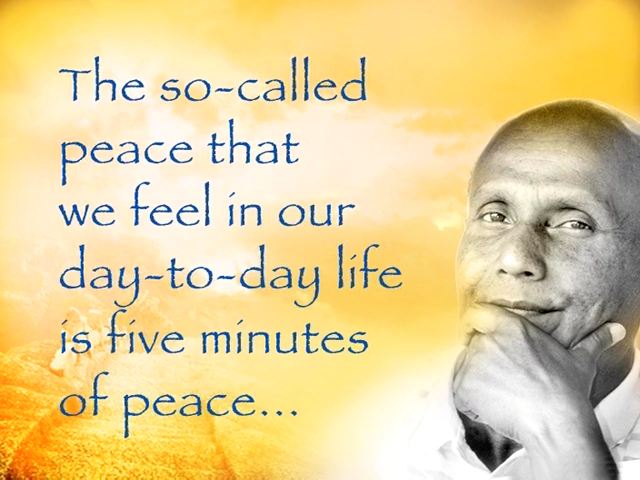 The so-called
peace that
we feel in our
day-to-day life
is five minutes
of peace...